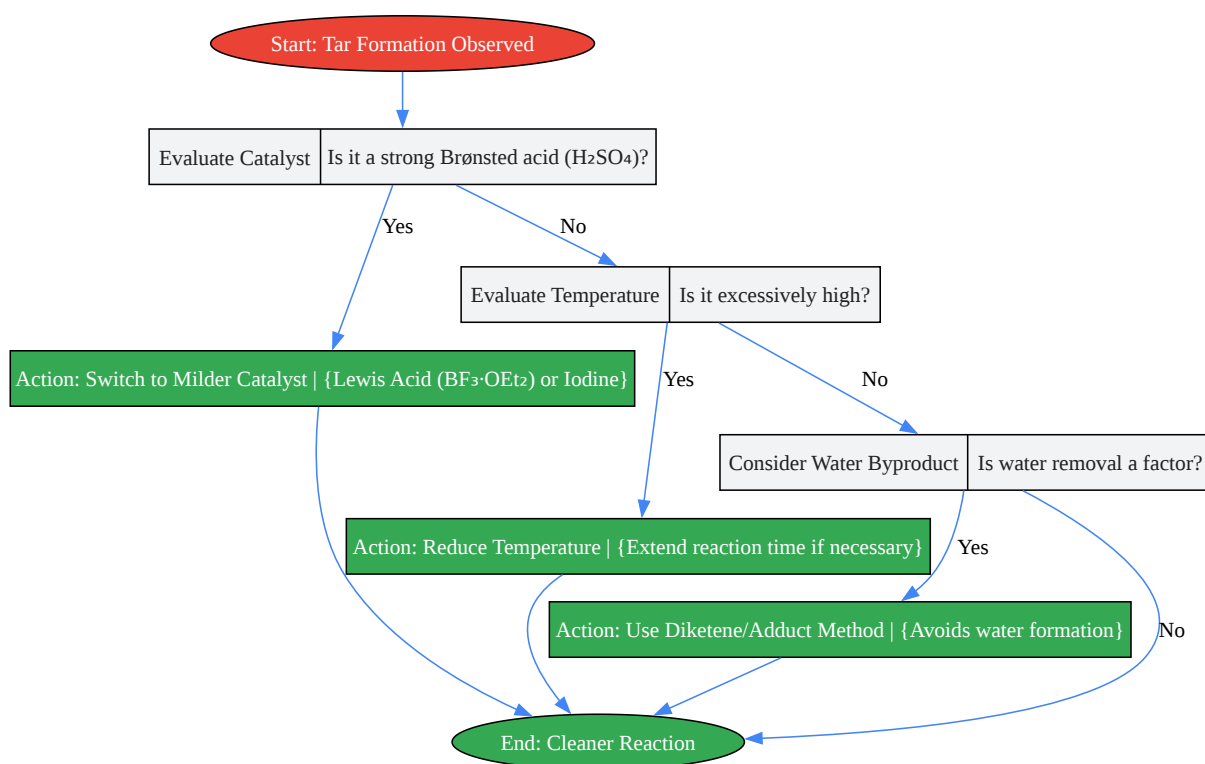 Start: Tar Formation Observed
Evaluate Catalyst
Is it a strong Brønsted acid (H₂SO₄)?
Yes
No
Evaluate Temperature
Is it excessively high?
Action: Switch to Milder Catalyst | {Lewis Acid (BF₃·OEt₂) or Iodine}
Yes
No
Consider Water Byproduct
Is water removal a factor?
Action: Reduce Temperature | {Extend reaction time if necessary}
Yes
Action: Use Diketene/Adduct Method | {Avoids water formation}
No
End: Cleaner Reaction